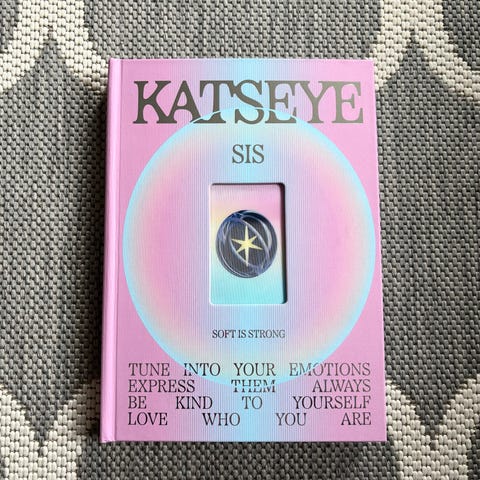 KATSEYE
SIS
SOFT IS STRONG
TUNE INTO YOUR EMOTIONS
EXPRESS THEM ALWAYS
BE KIND TO YOURSELF
LOVE WHO YOU ARE